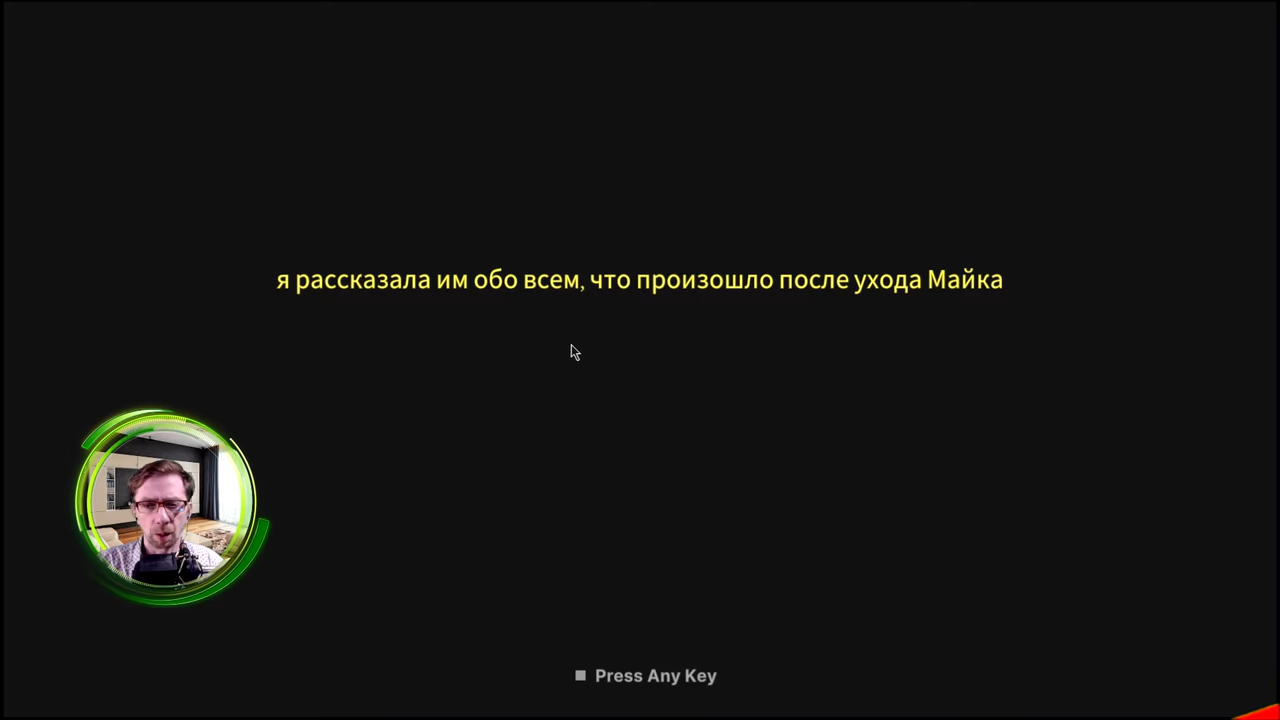 я рассказала им обо всем, что произошло после ухода Майка
Press Any Key